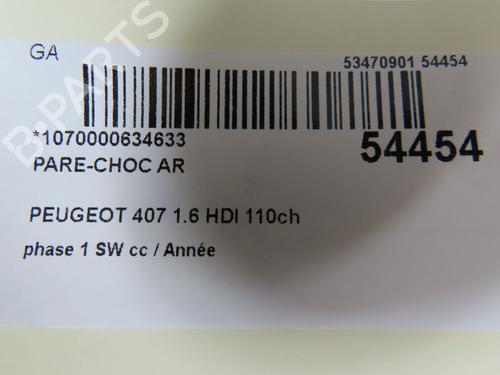 GA
53470901 54454
*1070000634633
54454
PARE-CHOC AR
PEUGEOT 407 1.6 HDI 110ch
phase 1 SW cc / Année
B-PARTS